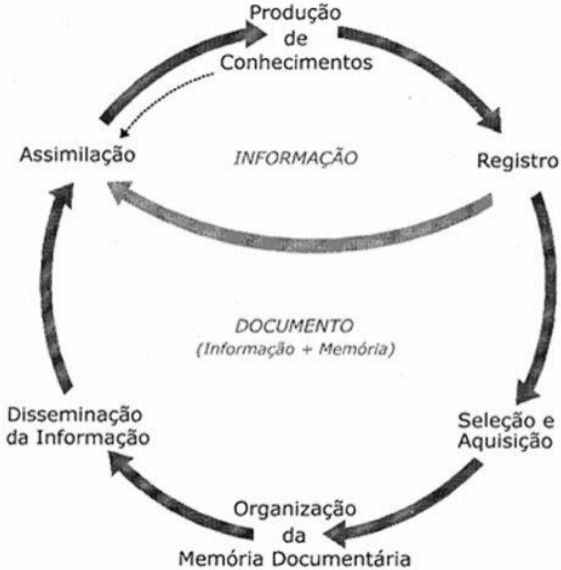 Produção
de
Conhecimentos
Assimilação
INFORMAÇÃO
Registro
DOCUMENTO
(Informação + Memória)
Disseminação
da Informação
Seleção e
Aquisição
Organização
da
Memória Documentária